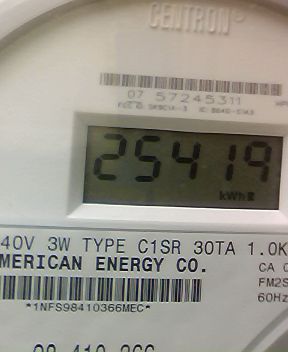 CENTRON®
07 57245311
25419
kWh
40V 3W TYPE C1SR 30TA 1.0K
MERICAN ENERGY CO.
CA
FM2S
60Hz
*1NFS98410366MEC*